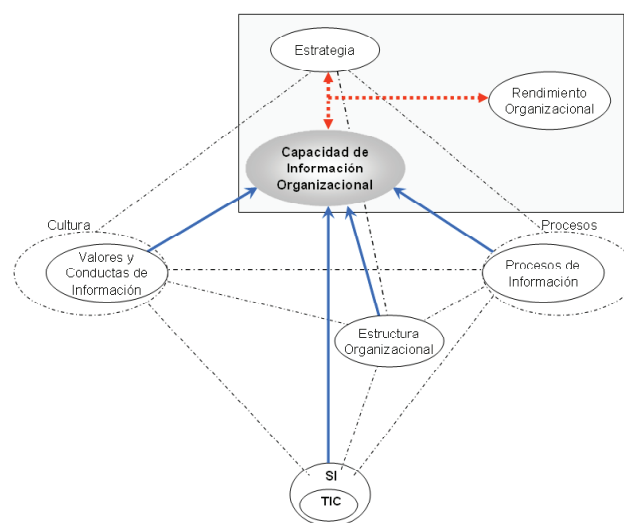 Estrategia
Rendimiento
Organizacional
Capacidad de
Información
Organizacional
Cultura
Procesos
Valores y
Conductas de
Información
Procesos de
Información
Estructura
Organizacional
SI
TIC